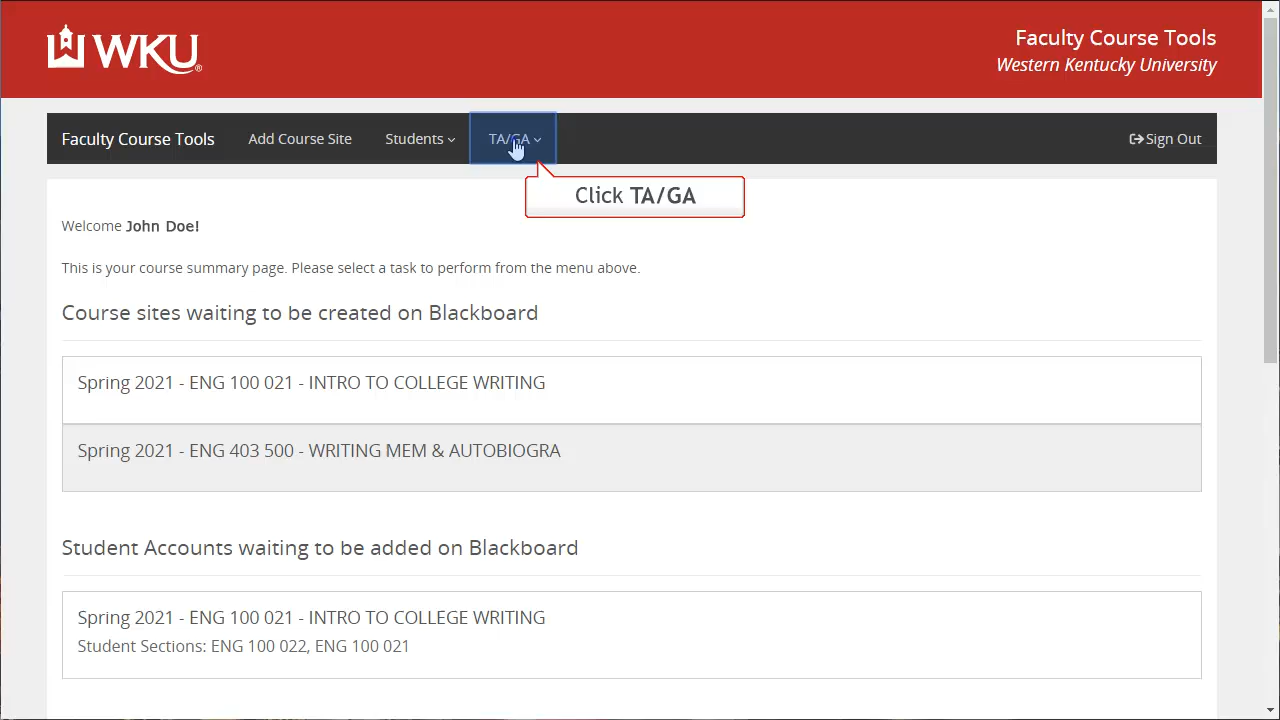 WKU®
Faculty Course Tools
Western Kentucky University
Faculty Course Tools Add Course Site Students TA/GA Sign Out
Click TA/GA
Welcome John Doe!
This is your course summary page. Please select a task to perform from the menu above.
Course sites waiting to be created on Blackboard
Spring 2021 - ENG 100 021 - INTRO TO COLLEGE WRITING
Spring 2021 - ENG 403 500 - WRITING MEM & AUTOBIOGRA
Student Accounts waiting to be added on Blackboard
Spring 2021 - ENG 100 021 - INTRO TO COLLEGE WRITING
Student Sections: ENG 100 022, ENG 100 021